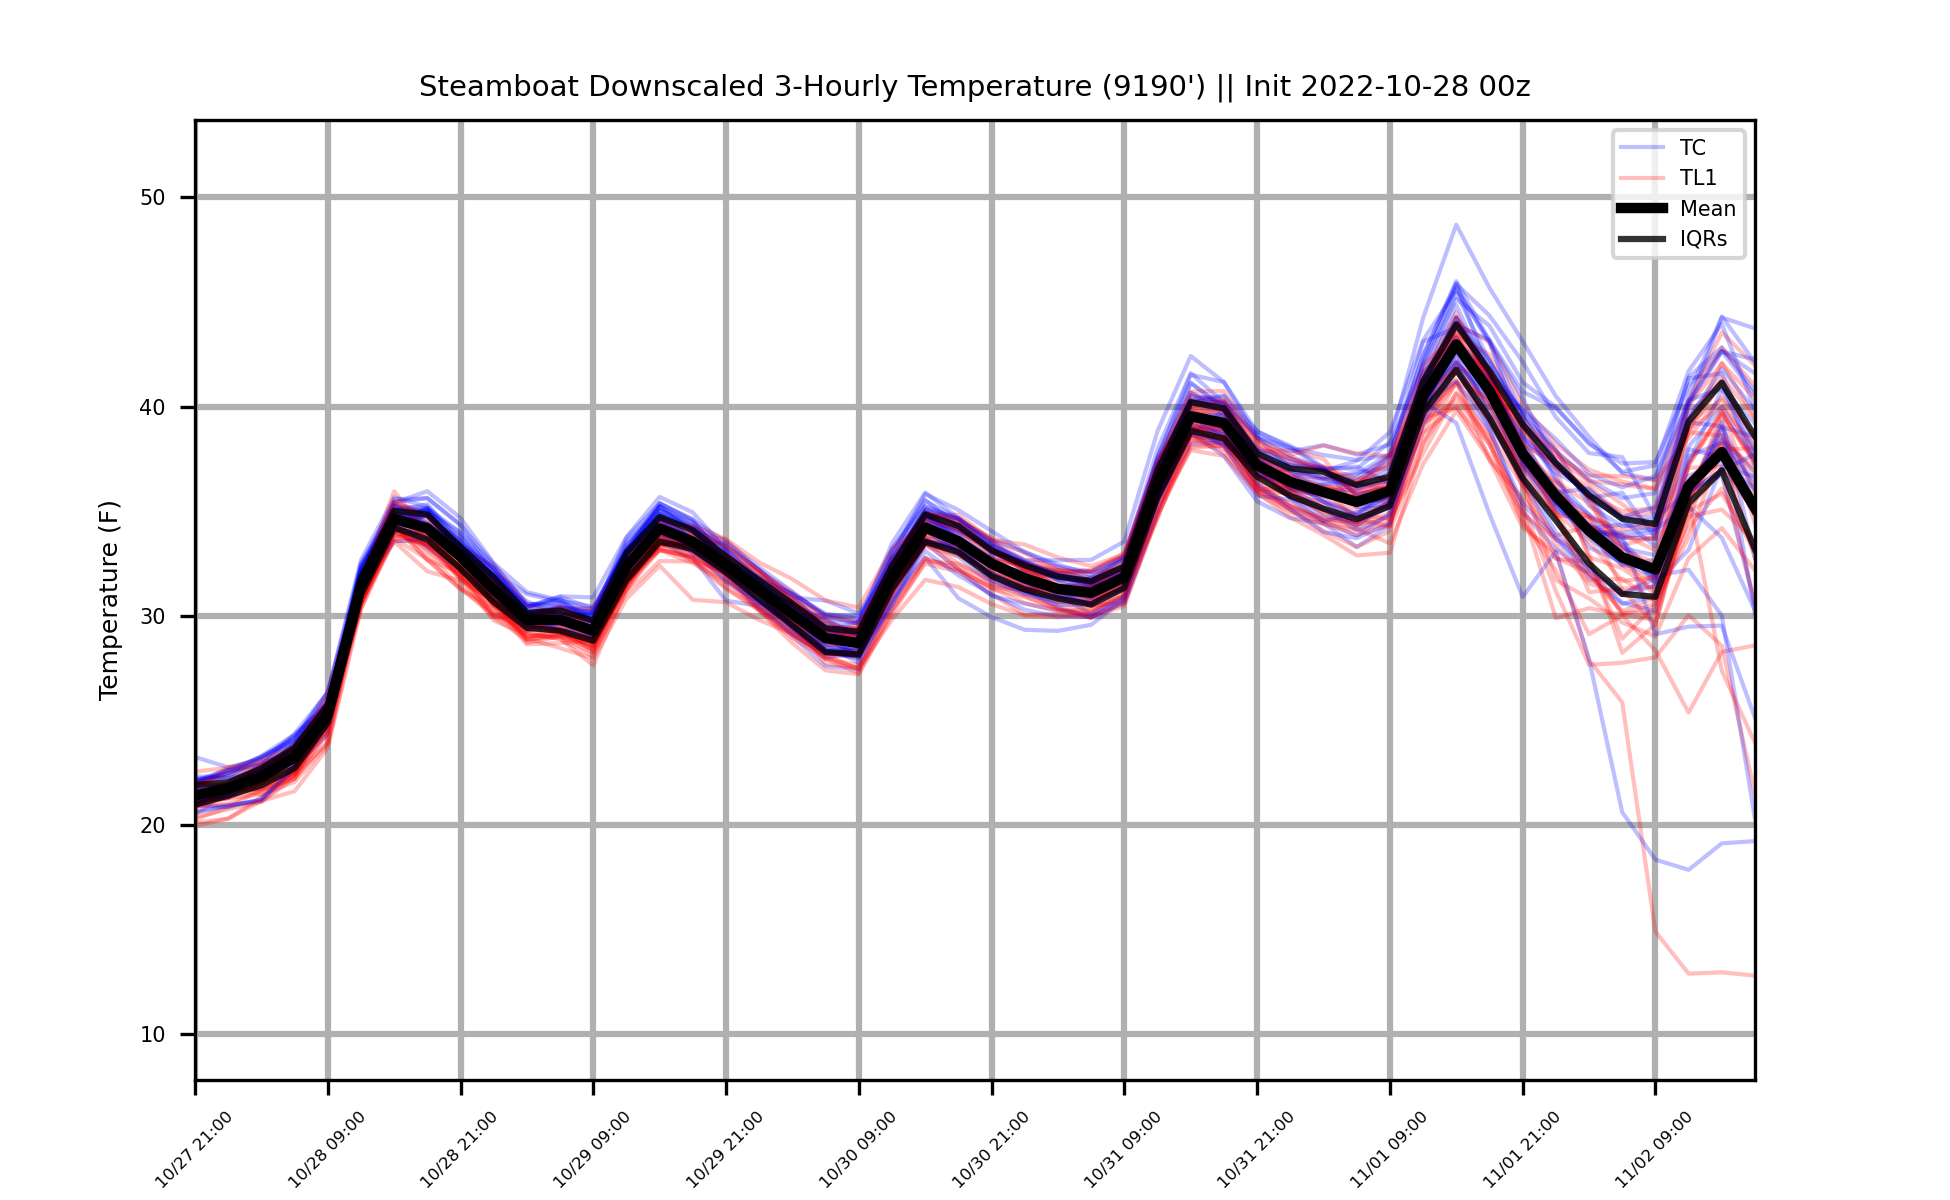 Steamboat Downscaled 3-Hourly Temperature (9190') || Init 2022-10-28 00z
TC
TL1
Mean
IQRs
Temperature (F)
50
40
30
20
10
10/27 21:00
10/28 09:00
10/28 21:00
10/29 09:00
10/29 21:00
10/30 09:00
10/30 21:00
10/31 09:00
10/31 21:00
11/01 09:00
11/01 21:00
11/02 09:00